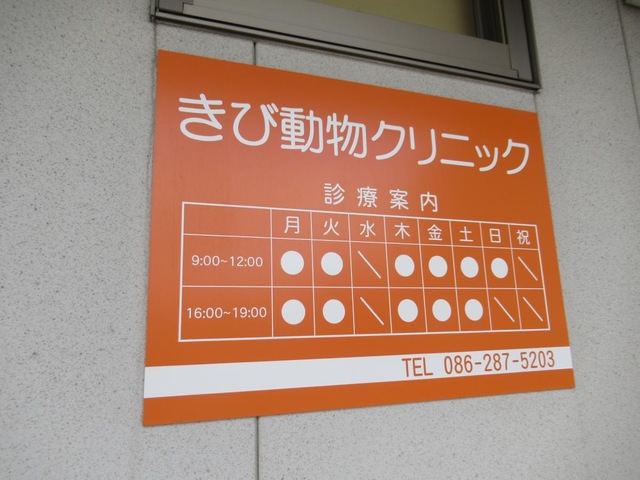 きび動物クリニック
診療案内
月 火 水 木 金 土 日 祝
9:00~12:00 ● ● \ ● ● ● ● \
16:00~19:00 ● ● \ ● ● ● \ \
TEL 086-287-5203